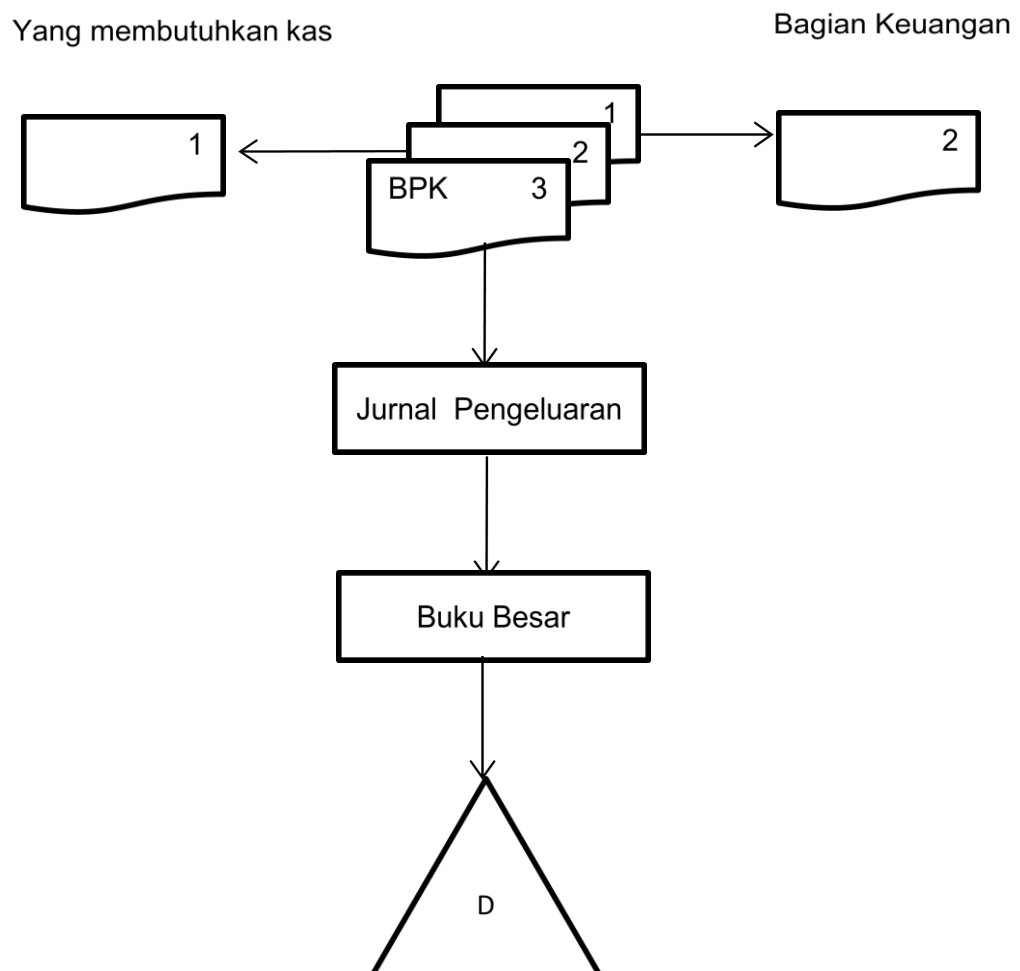 Yang membutuhkan kas
Bagian Keuangan
1
1
2
2
BPK 3
Jurnal Pengeluaran
Buku Besar
D